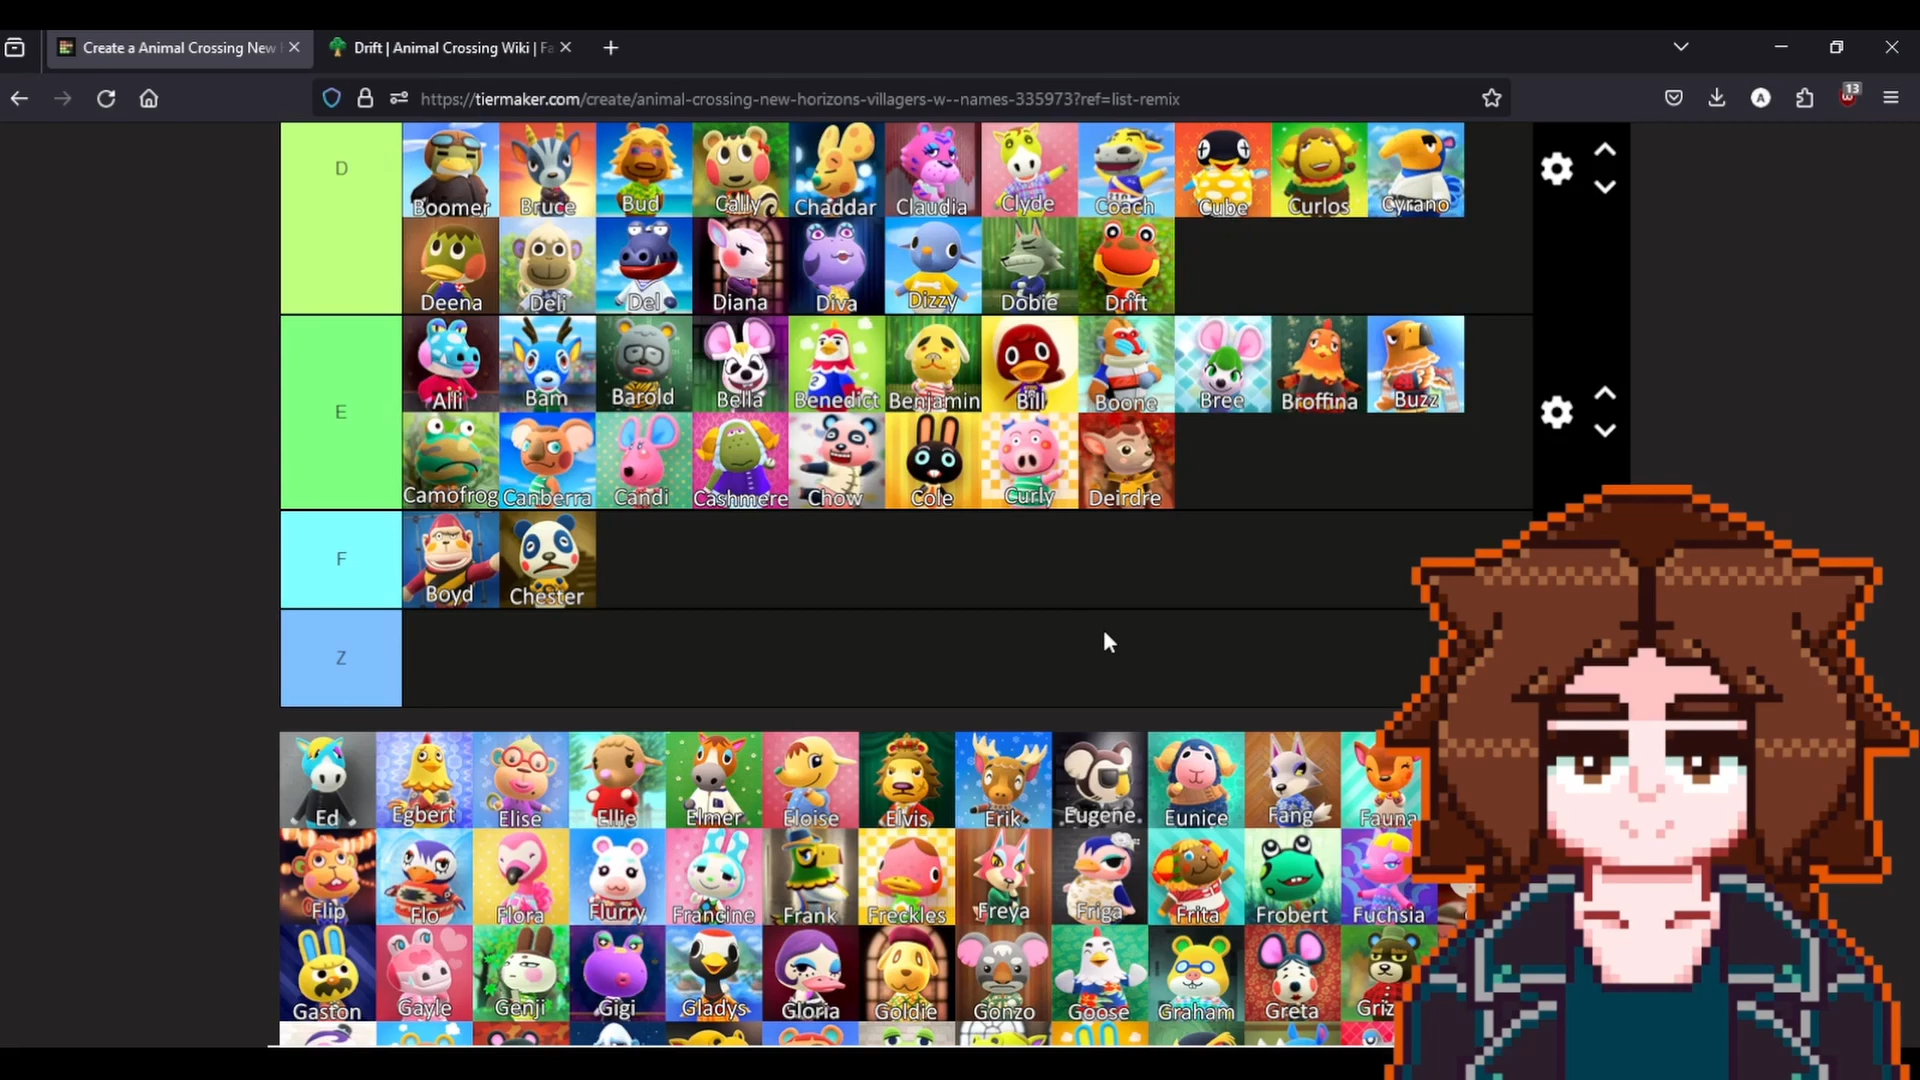 Create a Animal Crossing New
Drift | Animal Crossing Wiki | Fa
https://tiermaker.com/create/animal-crossing-new-horizons-villagers-w--names-335973?ref=list-remix
A
13
D
Boomer Bruce Bud Cally Chaddar Claudia Clyde Coach Cube Curlos Cyrano
Deena Deli Del Diana Diva Dizzy Dobie Drift
E
Alli Bam Barold Bella Benedict Benjamin Bill Boone Bree Broffina Buzz
Camofrog Canberra Candi Cashmere Chow Cole Curly Deirdre
F
Boyd Chester
Z
Ed Egbert Elise Ellie Elmer Eloise Elvis Erik Eugene Eunice Fang Fauna
Flip Flo Flora Flurry Francine Frank Freckles Freya Friga Frita Frobert Fuchsia
Gaston Gayle Genji Gigi Gladys Gloria Goldie Gonzo Goose Graham Greta Griz